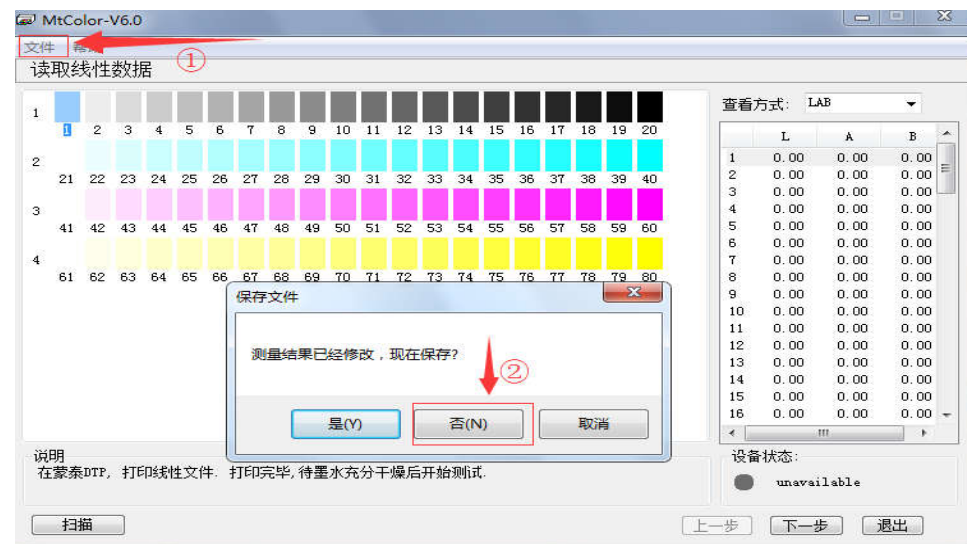 MtColor-V6.0
文件
①
读取线性数据
查看方式: LAB
L A B
1
1 2 3 4 5 6 7 8 9 10 11 12 13 14 15 16 17 18 19 20
2
21 22 23 24 25 26 27 28 29 30 31 32 33 34 35 36 37 38 39 40
3
41 42 43 44 45 46 47 48 49 50 51 52 53 54 55 56 57 58 59 60
4
61 62 63 64 65 66 67 68 69 70 71 72 73 74 75 76 77 78 79 80
1 0.00 0.00 0.00
2 0.00 0.00 0.00
3 0.00 0.00 0.00
4 0.00 0.00 0.00
5 0.00 0.00 0.00
6 0.00 0.00 0.00
7 0.00 0.00 0.00
8 0.00 0.00 0.00
9 0.00 0.00 0.00
10 0.00 0.00 0.00
11 0.00 0.00 0.00
12 0.00 0.00 0.00
13 0.00 0.00 0.00
14 0.00 0.00 0.00
15 0.00 0.00 0.00
16 0.00 0.00 0.00
保存文件
测量结果已经修改，现在保存?
②
是(Y) 否(N) 取消
说明
在蒙泰DTP, 打印线性文件. 打印完毕,待墨水充分干燥后开始测试.
设备状态:
unavailable
扫描 上一步 下一步 退出